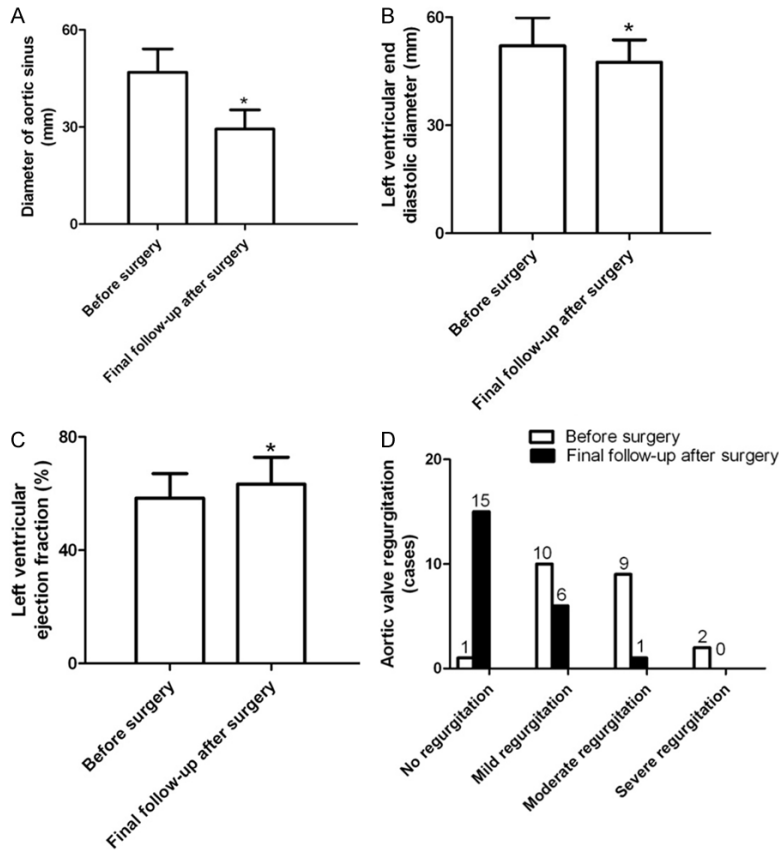 A
Diameter of aortic sinus
(mm)
60
30
0
*
Before surgery
Final follow-up after surgery
B
Left ventricular end
diastolic diameter (mm)
60
30
0
*
Before surgery
Final follow-up after surgery
C
Left ventricular
ejection fraction (%)
80
40
0
*
Before surgery
Final follow-up after surgery
D
Before surgery
Final follow-up after surgery
Aortic valve regurgitation
(cases)
20
10
0
1
15
10
6
9
1
2
0
No regurgitation
Mild regurgitation
Moderate regurgitation
Severe regurgitation